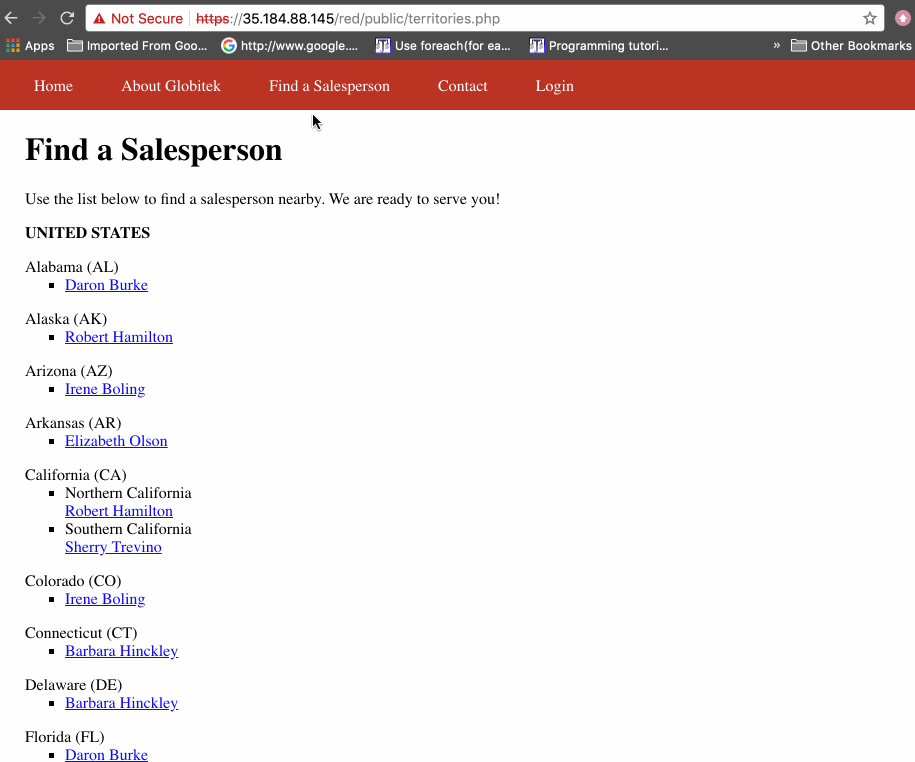 Not Secure https://35.184.88.145/red/public/territories.php
Apps Imported From Goo... http://www.google.... Use foreach(for ea... Programming tutori... » Other Bookmarks
Home About Globitek Find a Salesperson Contact Login
Find a Salesperson
Use the list below to find a salesperson nearby. We are ready to serve you!
UNITED STATES
Alabama (AL)
Daron Burke
Alaska (AK)
Robert Hamilton
Arizona (AZ)
Irene Boling
Arkansas (AR)
Elizabeth Olson
California (CA)
Northern California
Robert Hamilton
Southern California
Sherry Trevino
Colorado (CO)
Irene Boling
Connecticut (CT)
Barbara Hinckley
Delaware (DE)
Barbara Hinckley
Florida (FL)
Daron Burke